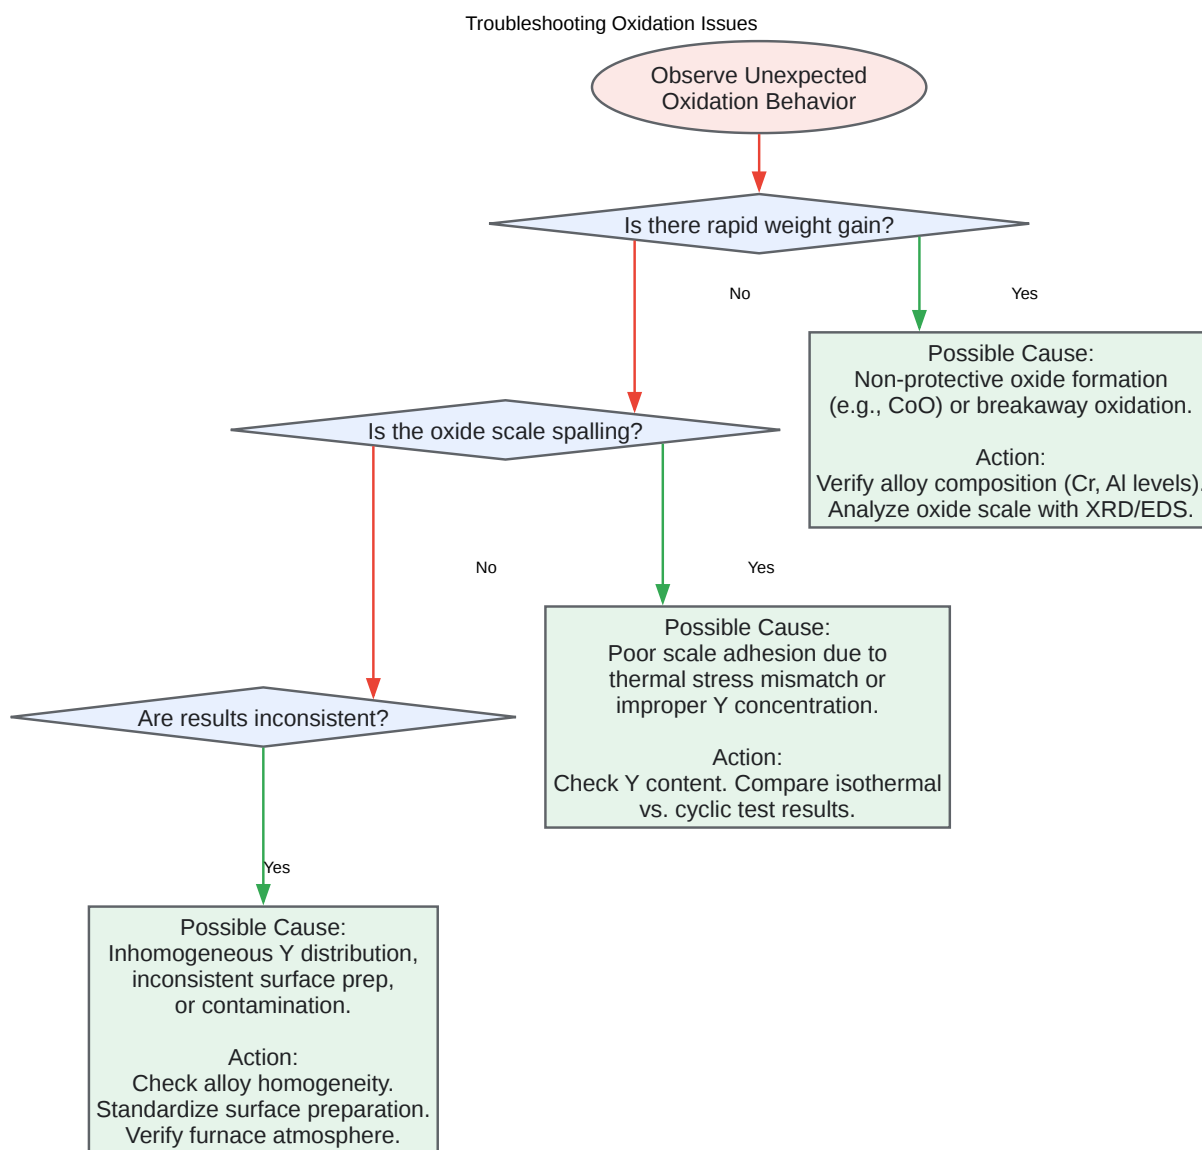 Troubleshooting Oxidation Issues
Observe Unexpected
Oxidation Behavior
Is there rapid weight gain?
No
Yes
Possible Cause:
Non-protective oxide formation
(e.g., CoO) or breakaway oxidation.
Action:
Verify alloy composition (Cr, Al levels).
Analyze oxide scale with XRD/EDS.
Is the oxide scale spalling?
No
Yes
Possible Cause:
Poor scale adhesion due to
thermal stress mismatch or
improper Y concentration.
Action:
Check Y content. Compare isothermal
vs. cyclic test results.
Are results inconsistent?
Yes
Possible Cause:
Inhomogeneous Y distribution,
inconsistent surface prep,
or contamination.
Action:
Check alloy homogeneity.
Standardize surface preparation.
Verify furnace atmosphere.